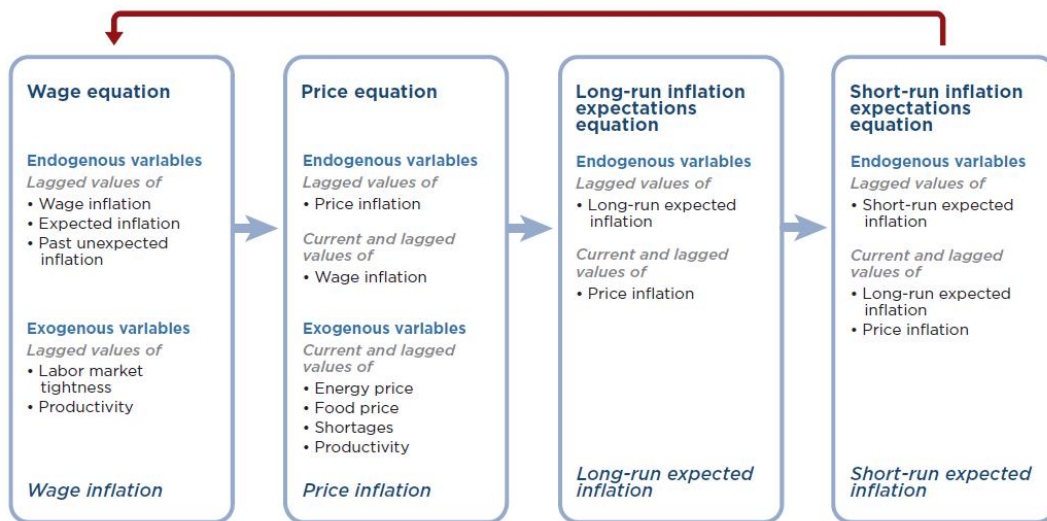 Wage equation
Endogenous variables
Lagged values of
• Wage inflation
• Expected inflation
• Past unexpected
inflation
Exogenous variables
Lagged values of
• Labor market
tightness
• Productivity
Wage inflation
Price equation
Endogenous variables
Lagged values of
• Price inflation
Current and lagged
values of
• Wage inflation
Exogenous variables
Current and lagged
values of
• Energy price
• Food price
• Shortages
• Productivity
Price inflation
Long-run inflation
expectations
equation
Endogenous variables
Lagged values of
• Long-run expected
inflation
Current and lagged
values of
• Price inflation
Long-run expected
inflation
Short-run inflation
expectations
equation
Endogenous variables
Lagged values of
• Short-run expected
inflation
Current and lagged
values of
• Long-run expected
inflation
• Price inflation
Short-run expected
inflation